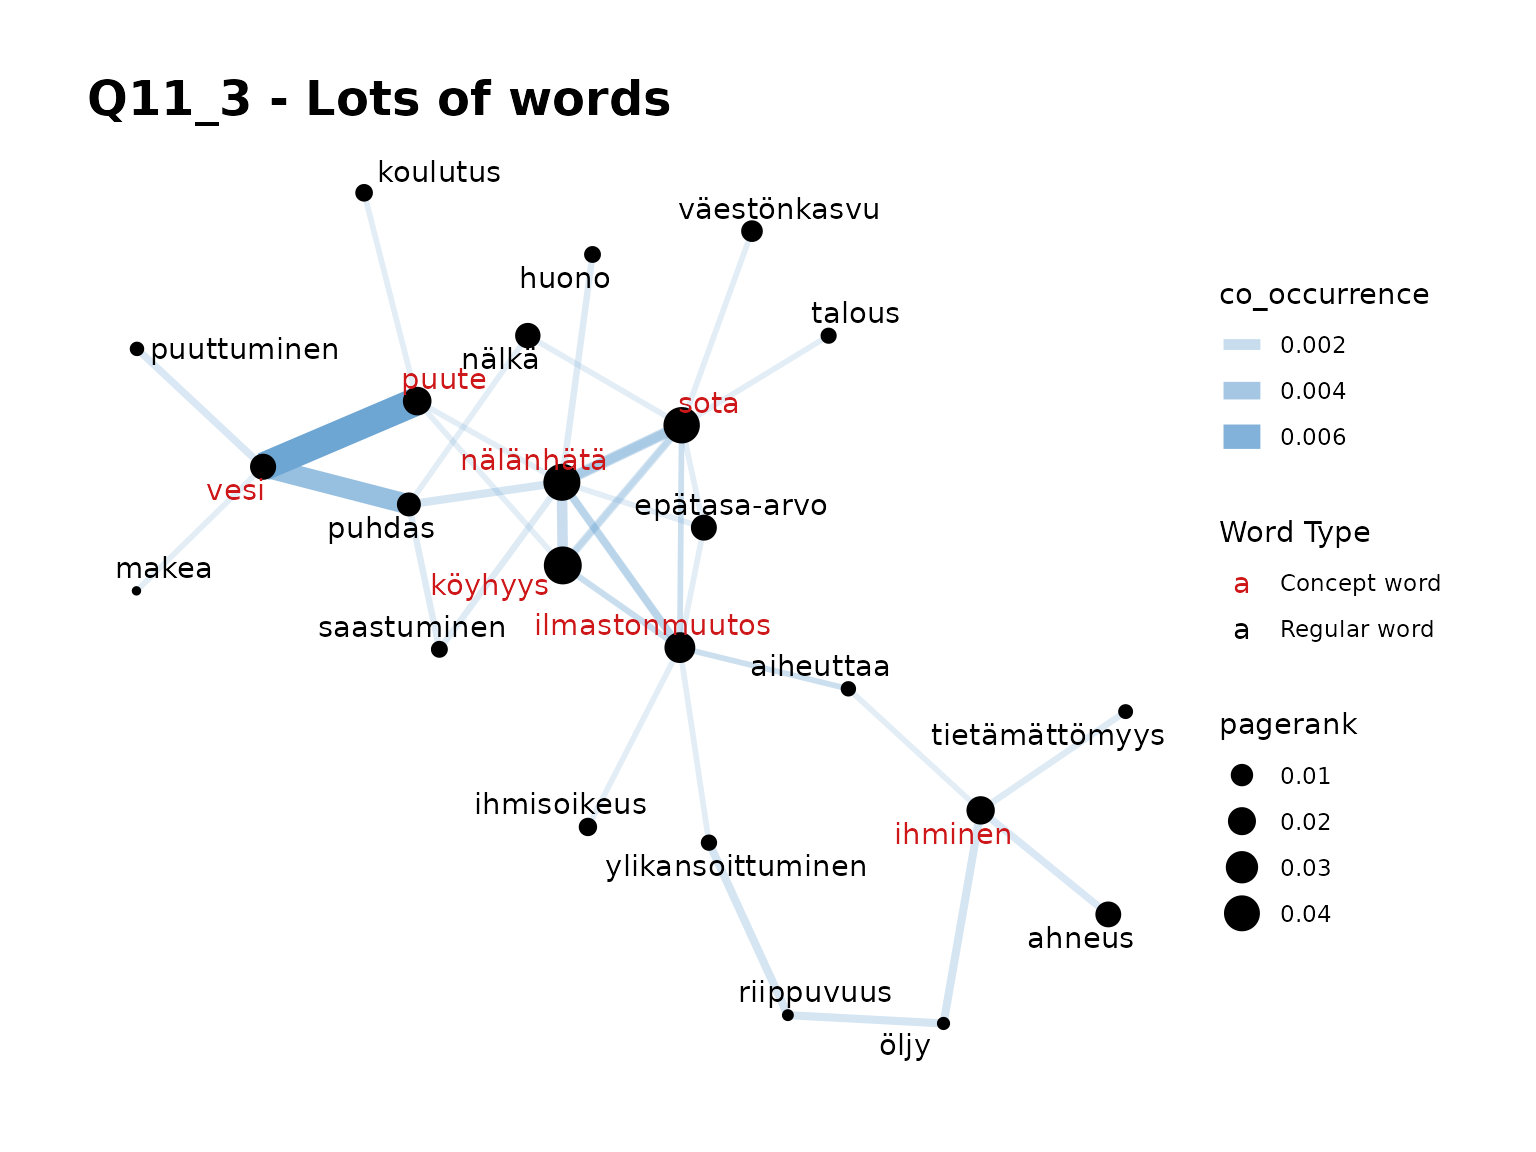 Q11_3 - Lots of words
koulutus
väestönkasvu
huono
talous
puuttuminen
nälkä
puute
sota
nälänhätä
vesi
epätasa-arvo
puhdas
makea
köyhyys
saastuminen
ilmastonmuutos
aiheuttaa
tietämättömyys
ihmisoikeus
ihminen
ylikansoittuminen
ahneus
riippuvuus
öljy
co_occurrence
0.002
0.004
0.006
Word Type
a Concept word
a Regular word
pagerank
0.01
0.02
0.03
0.04